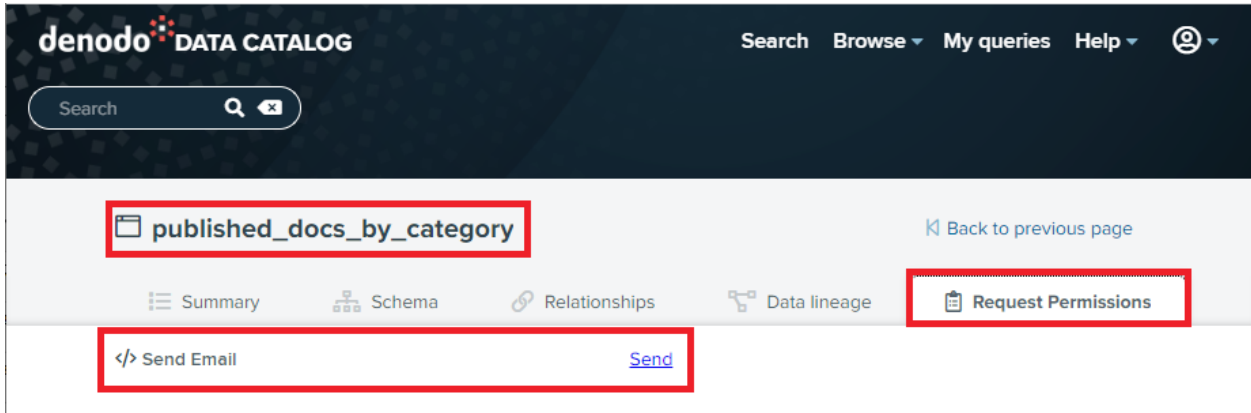 denodo DATA CATALOG
Search Browse My queries Help
Search
published_docs_by_category
Back to previous page
Summary Schema Relationships Data lineage Request Permissions
</> Send Email Send